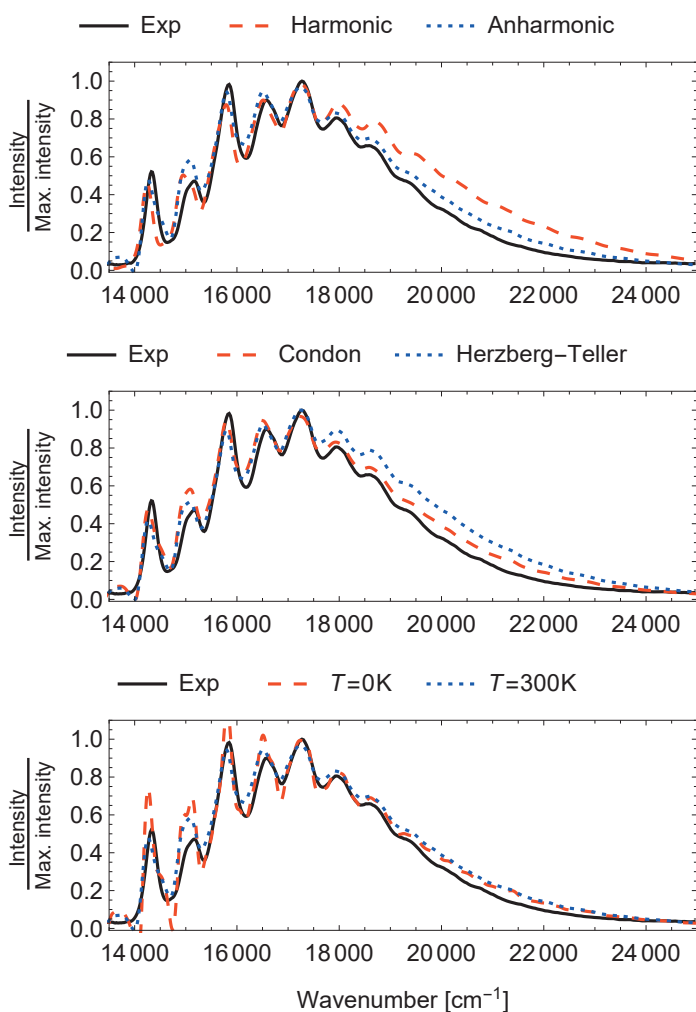 Exp Harmonic Anharmonic
Intensity
Max. intensity
1.0
0.8
0.6
0.4
0.2
0.0
14 000 16 000 18 000 20 000 22 000 24 000
Exp Condon Herzberg–Teller
Intensity
Max. intensity
1.0
0.8
0.6
0.4
0.2
0.0
14 000 16 000 18 000 20 000 22 000 24 000
Exp T=0K T=300K
Intensity
Max. intensity
1.0
0.8
0.6
0.4
0.2
0.0
14 000 16 000 18 000 20 000 22 000 24 000
Wavenumber [cm⁻¹]